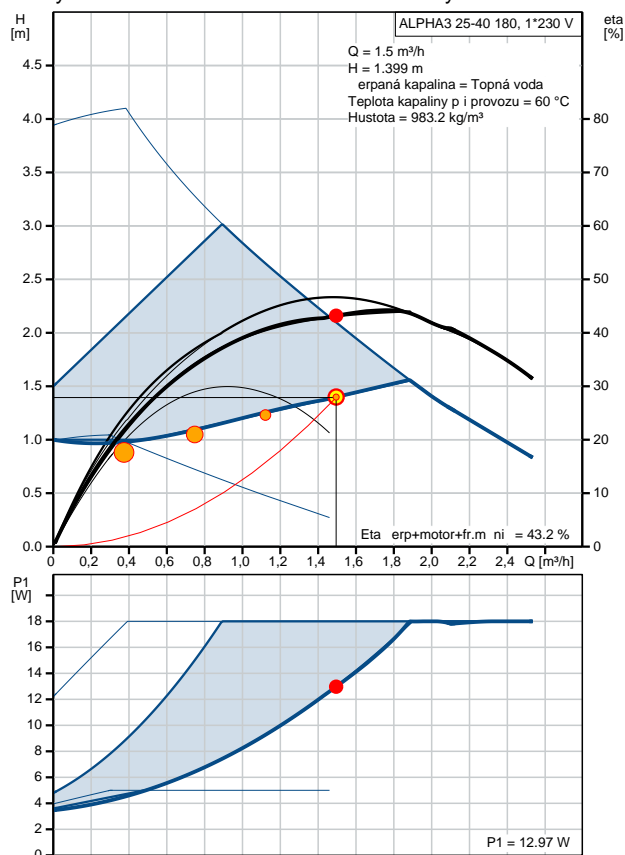 H
[m]
ALPHA3 25-40 180, 1*230 V
eta
[%]
Q = 1.5 m³/h
H = 1.399 m
erpaná kapalina = Topná voda
Teplota kapaliny p i provozu = 60 °C
Hustota = 983.2 kg/m³
4.5
4.0
3.5
3.0
2.5
2.0
1.5
1.0
0.5
0.0
80
70
60
50
40
30
20
10
0
Eta erp+motor+fr.m ni = 43.2 %
0 0,2 0,4 0,6 0,8 1,0 1,2 1,4 1,6 1,8 2,0 2,2 Q [m³/h]
P1
[W]
18
16
14
12
10
8
6
4
2
0
P1 = 12.97 W